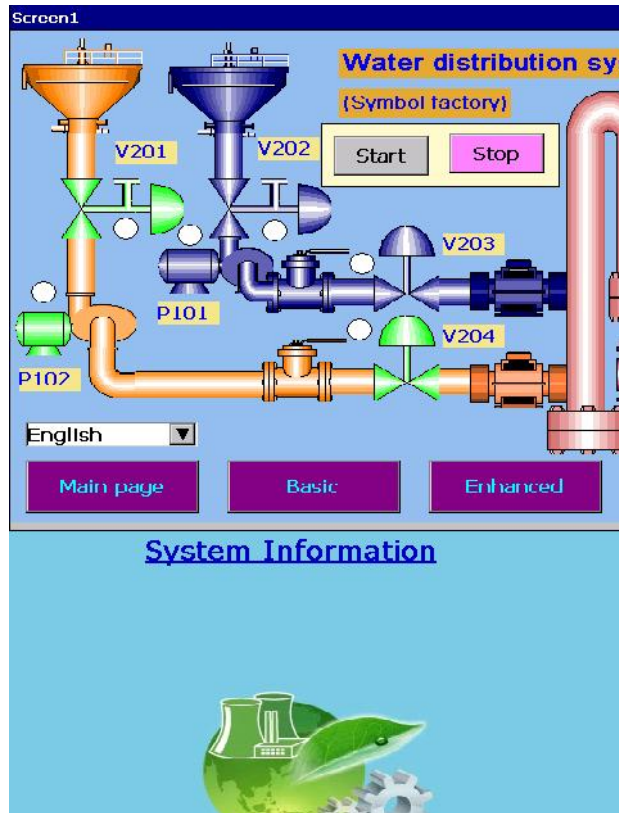 Screen1
Water distribution sy
(Symbol factory)
V201
V202
Start
Stop
V203
P101
V204
P102
English
Main page
Basic
Enhanced
System Information